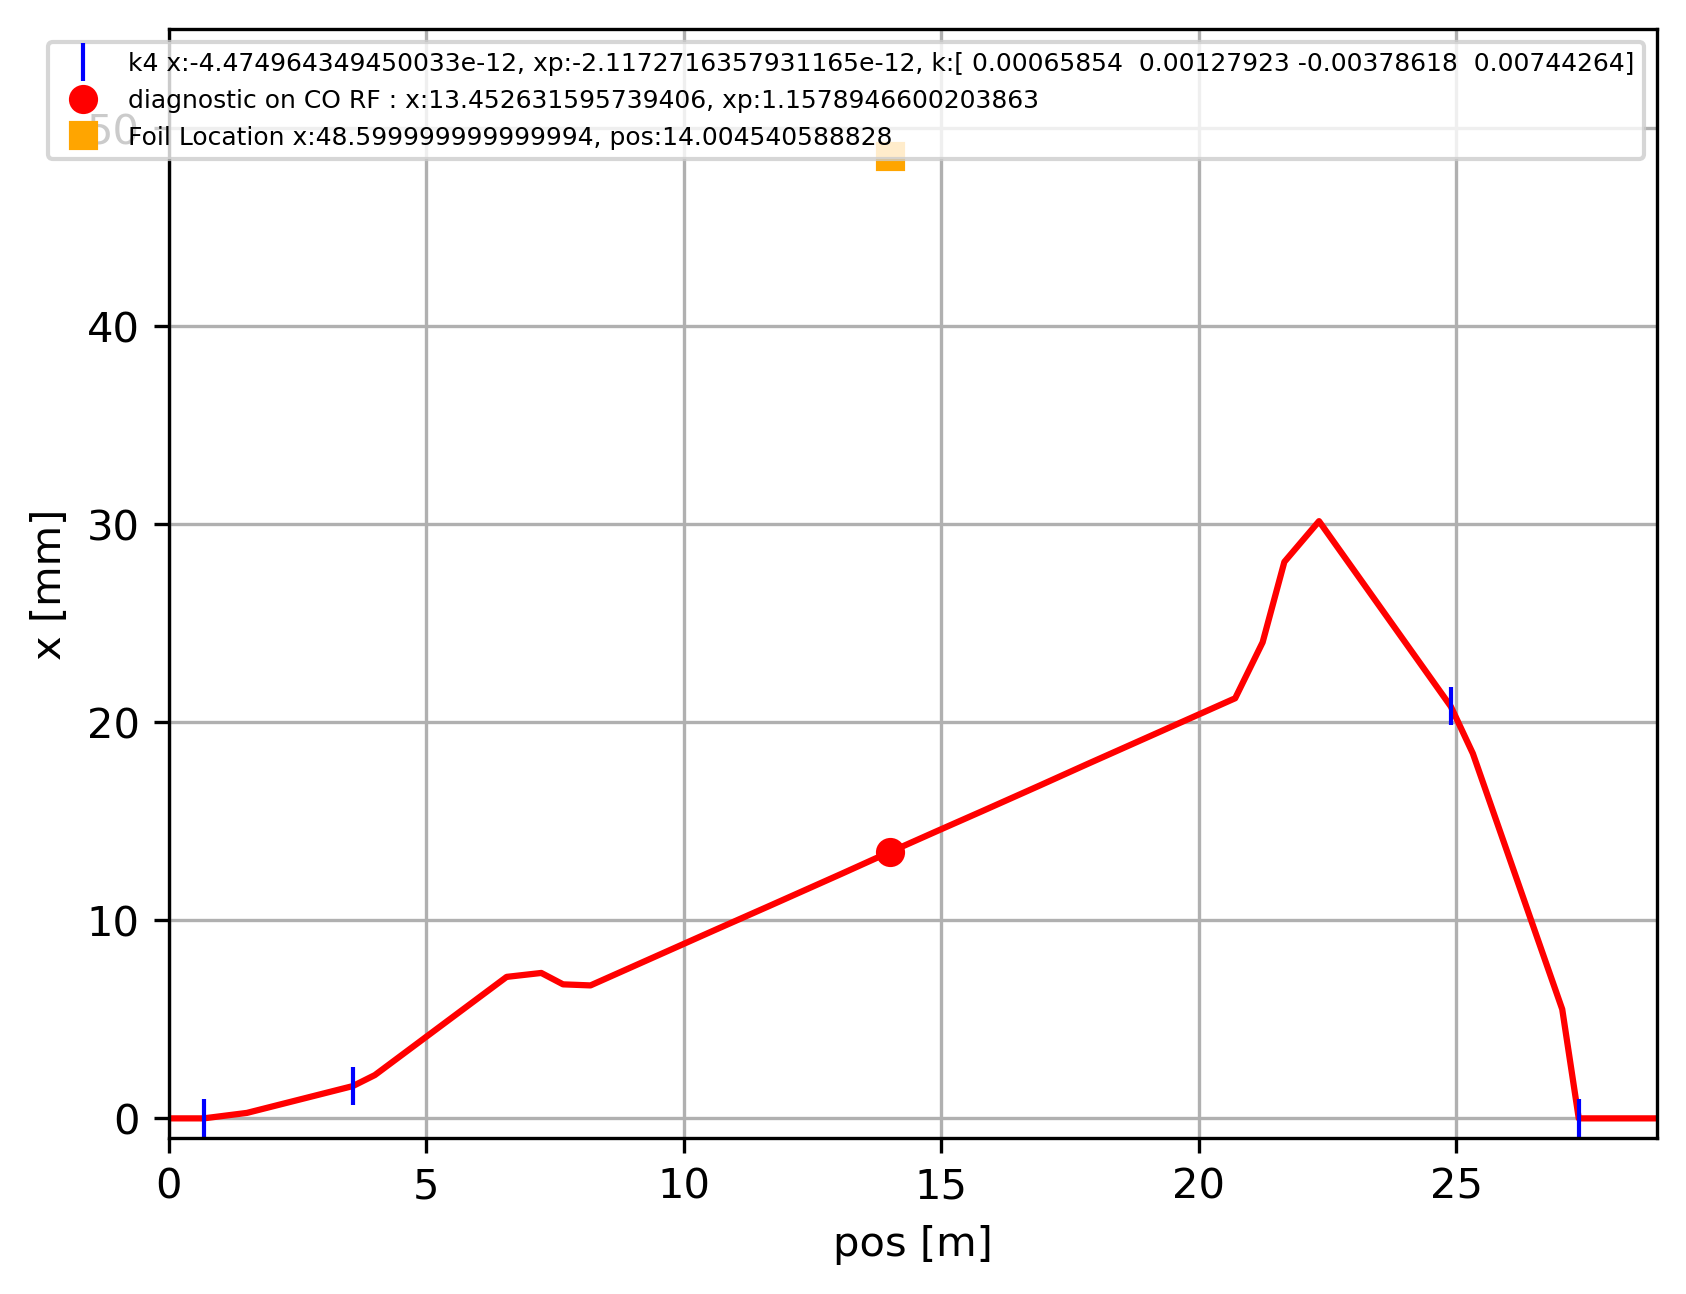 k4 x:-4.474964349450033e-12, xp:-2.1172716357931165e-12, k:[ 0.00065854  0.00127923 -0.00378618  0.00744264]
diagnostic on CO RF : x:13.452631595739406, xp:1.1578946600203863
Foil Location x:48.599999999999994, pos:14.004540588828
50
40
30
20
10
0
x [mm]
0 5 10 15 20 25
pos [m]